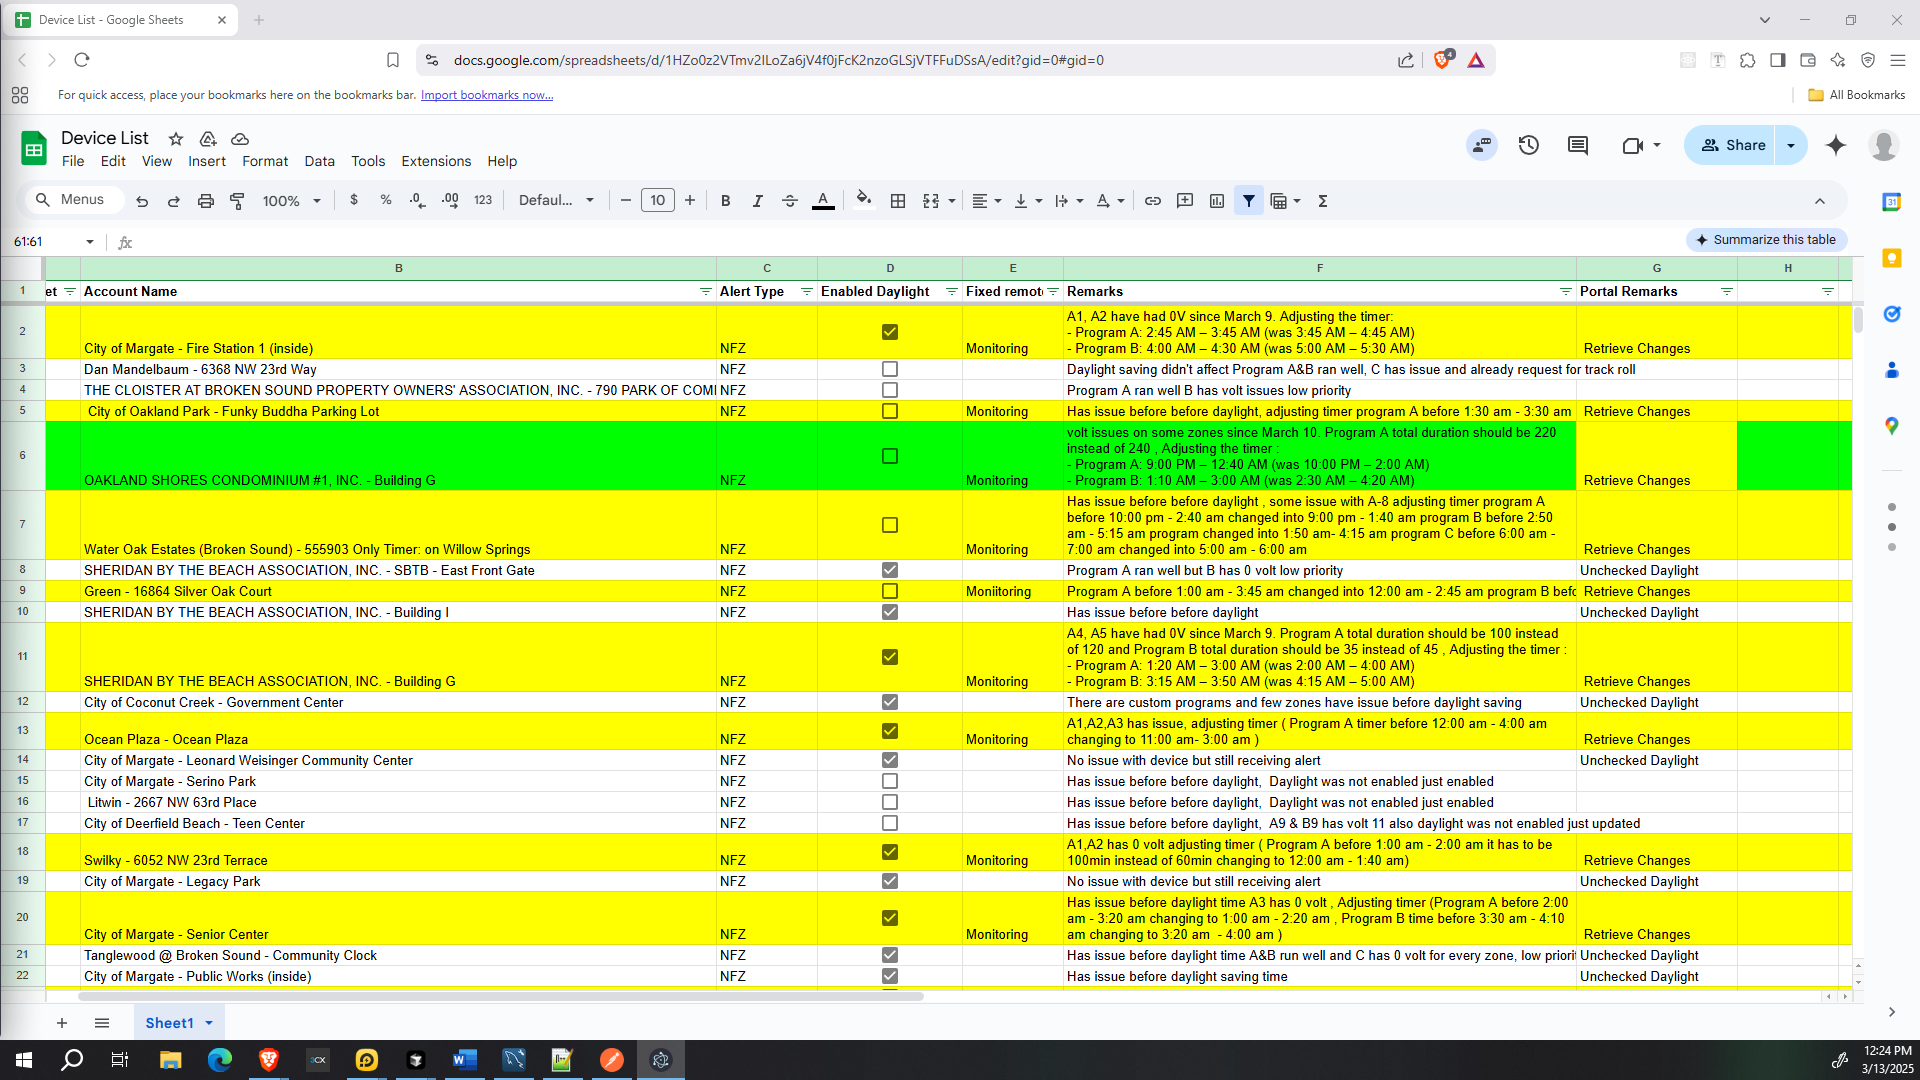 Device List - Google Sheets
docs.google.com/spreadsheets/d/1HZo0z2VTmv2ILoZa6jV4f0jFcK2nzoGLSjVTFFuDSsA/edit?gid=0#gid=0
4
For quick access, place your bookmarks here on the bookmarks bar. Import bookmarks now...
All Bookmarks
Device List
File Edit View Insert Format Data Tools Extensions Help
Share
Menus 100% $ % .0 .00 123 Defaul... 10 B I A
61:61
fx
Summarize this table
B C D E F G H
1 et Account Name Alert Type Enabled Daylight Fixed remot Remarks Portal Remarks
A1, A2 have had 0V since March 9. Adjusting the timer:
- Program A: 2:45 AM – 3:45 AM (was 3:45 AM – 4:45 AM)
2 City of Margate - Fire Station 1 (inside) NFZ Monitoring - Program B: 4:00 AM – 4:30 AM (was 5:00 AM – 5:30 AM) Retrieve Changes
3 Dan Mandelbaum - 6368 NW 23rd Way NFZ Daylight saving didn't affect Program A&B ran well, C has issue and already request for track roll
4 THE CLOISTER AT BROKEN SOUND PROPERTY OWNERS' ASSOCIATION, INC. - 790 PARK OF COMI NFZ Program A ran well B has volt issues low priority
5 City of Oakland Park - Funky Buddha Parking Lot NFZ Monitoring Has issue before before daylight, adjusting timer program A before 1:30 am - 3:30 am Retrieve Changes
volt issues on some zones since March 10. Program A total duration should be 220
instead of 240 , Adjusting the timer :
- Program A: 9:00 PM – 12:40 AM (was 10:00 PM – 2:00 AM)
6 OAKLAND SHORES CONDOMINIUM #1, INC. - Building G NFZ Monitoring - Program B: 1:10 AM – 3:00 AM (was 2:30 AM – 4:20 AM) Retrieve Changes
Has issue before before daylight , some issue with A-8 adjusting timer program A
before 10:00 pm - 2:40 am changed into 9:00 pm - 1:40 am program B before 2:50
am - 5:15 am program changed into 1:50 am- 4:15 am program C before 6:00 am -
7 Water Oak Estates (Broken Sound) - 555903 Only Timer: on Willow Springs NFZ Monitoring 7:00 am changed into 5:00 am - 6:00 am Retrieve Changes
8 SHERIDAN BY THE BEACH ASSOCIATION, INC. - SBTB - East Front Gate NFZ Program A ran well but B has 0 volt low priority Unchecked Daylight
9 Green - 16864 Silver Oak Court NFZ Moniitoring Program A before 1:00 am - 3:45 am changed into 12:00 am - 2:45 am program B befo Retrieve Changes
10 SHERIDAN BY THE BEACH ASSOCIATION, INC. - Building I NFZ Has issue before before daylight Unchecked Daylight
A4, A5 have had 0V since March 9. Program A total duration should be 100 instead
of 120 and Program B total duration should be 35 instead of 45 , Adjusting the timer :
- Program A: 1:20 AM – 3:00 AM (was 2:00 AM – 4:00 AM)
11 SHERIDAN BY THE BEACH ASSOCIATION, INC. - Building G NFZ Monitoring - Program B: 3:15 AM – 3:50 AM (was 4:15 AM – 5:00 AM) Retrieve Changes
12 City of Coconut Creek - Government Center NFZ There are custom programs and few zones have issue before daylight saving Unchecked Daylight
A1,A2,A3 has issue, adjusting timer ( Program A timer before 12:00 am - 4:00 am
13 Ocean Plaza - Ocean Plaza NFZ Monitoring changing to 11:00 am- 3:00 am ) Retrieve Changes
14 City of Margate - Leonard Weisinger Community Center NFZ No issue with device but still receiving alert Unchecked Daylight
15 City of Margate - Serino Park NFZ Has issue before before daylight,  Daylight was not enabled just enabled
16 Litwin - 2667 NW 63rd Place NFZ Has issue before before daylight,  Daylight was not enabled just enabled
17 City of Deerfield Beach - Teen Center NFZ Has issue before before daylight,  A9 & B9 has volt 11 also daylight was not enabled just updated
A1,A2 has 0 volt adjusting timer ( Program A before 1:00 am - 2:00 am it has to be
18 Swilky - 6052 NW 23rd Terrace NFZ Monitoring 100min instead of 60min changing to 12:00 am - 1:40 am) Retrieve Changes
19 City of Margate - Legacy Park NFZ No issue with device but still receiving alert Unchecked Daylight
Has issue before daylight time A3 has 0 volt , Adjusting timer (Program A before 2:00
am - 3:20 am changing to 1:00 am - 2:20 am , Program B time before 3:30 am - 4:10
20 City of Margate - Senior Center NFZ Monitoring am changing to 3:20 am  - 4:00 am ) Retrieve Changes
21 Tanglewood @ Broken Sound - Community Clock NFZ Has issue before daylight time A&B run well and C has 0 volt for every zone, low priorit Unchecked Daylight
22 City of Margate - Public Works (inside) NFZ Has issue before daylight saving time Unchecked Daylight
Sheet1
12:24 PM
3/13/2025